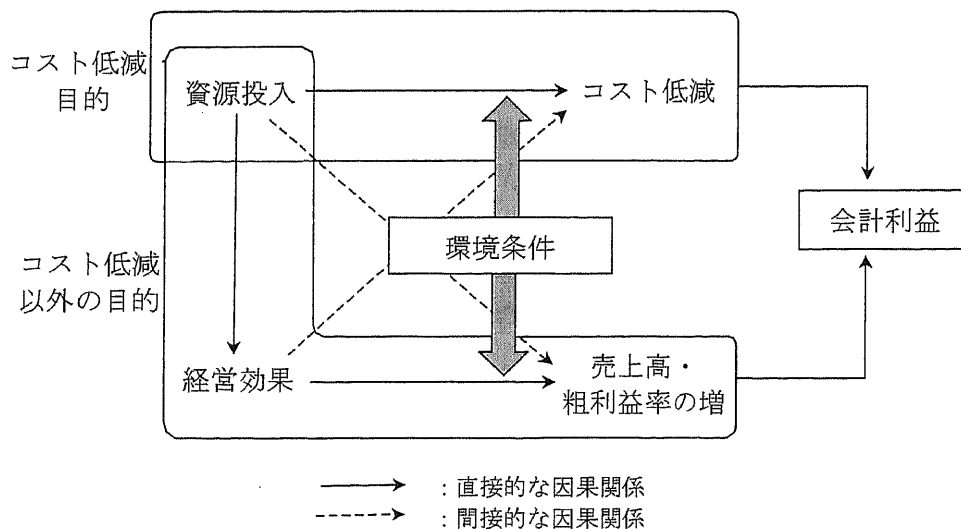 コスト低減
目的
資源投入
コスト低減
会計利益
環境条件
コスト低減
以外の目的
経営効果
売上高・
粗利益率の増
：直接的な因果関係
：間接的な因果関係